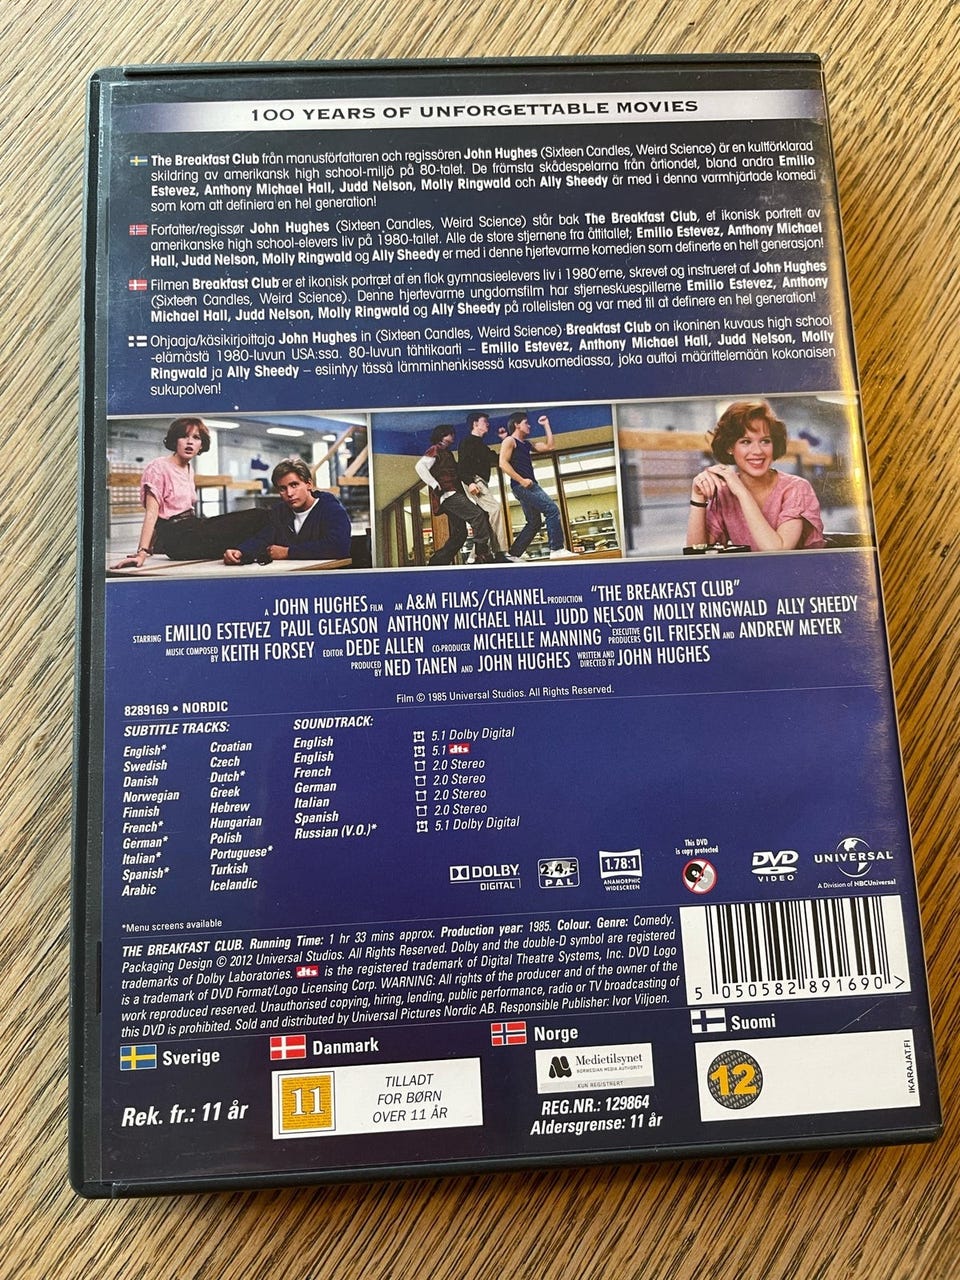 100 YEARS OF UNFORGETTABLE MOVIES
The Breakfast Club från manusförfattaren och regissören John Hughes (Sixteen Candles, Weird Science) är en kultförklarad
skildring av amerikansk high school-miljö på 80-talet. De främsta skådespelarna från årtiondet, bland andra Emilio
Estevez, Anthony Michael Hall, Judd Nelson, Molly Ringwald och Ally Sheedy är med i denna varmhjärtade komedi
som kom att definiera en hel generation!
Forfatter/regissør John Hughes (Sixteen Candles, Weird Science) står bak The Breakfast Club, et ikonisk portrett av
amerikanske high school-elevers liv på 1980-tallet. Alle de store stjernene fra åttitallet; Emilio Estevez, Anthony Michael
Hall, Judd Nelson, Molly Ringwald og Ally Sheedy er med i denne hjertevarme komedien som definerte en helt generasjon!
Filmen Breakfast Club er et ikonisk portræt af en flok gymnasieelevers liv i 1980'erne, skrevet og instrueret af John Hughes
(Sixteen Candles, Weird Science). Denne hjertevarme ungdomsfilm har stjerneskuespillerne Emilio Estevez, Anthony
Michael Hall, Judd Nelson, Molly Ringwald og Ally Sheedy på rollelisten og var med til at definere en hel generation!
Ohjaaja/käsikirjoittaja John Hughes in (Sixteen Candles, Weird Science) Breakfast Club on ikoninen kuvaus high school
-elämästä 1980-luvun USA:ssa. 80-luvun tähtikaarti – Emilio Estevez, Anthony Michael Hall, Judd Nelson, Molly
Ringwald ja Ally Sheedy – esiintyy tässä lämminhenkisessä kasvukomediassa, joka auttoi määrittelemään kokonaisen
sukupolven!
A JOHN HUGHES FILM AN A&M FILMS/CHANNEL PRODUCTION "THE BREAKFAST CLUB"
STARRING EMILIO ESTEVEZ PAUL GLEASON ANTHONY MICHAEL HALL JUDD NELSON MOLLY RINGWALD ALLY SHEEDY
MUSIC COMPOSED BY KEITH FORSEY EDITOR DEDE ALLEN CO-PRODUCER MICHELLE MANNING EXECUTIVE PRODUCERS GIL FRIESEN AND ANDREW MEYER
PRODUCED BY NED TANEN AND JOHN HUGHES WRITTEN AND DIRECTED BY JOHN HUGHES
Film © 1985 Universal Studios. All Rights Reserved.
8289169 • NORDIC
SUBTITLE TRACKS:
English*
Swedish
Danish
Norwegian
Finnish
French*
German*
Italian*
Spanish*
Arabic
Croatian
Czech
Dutch*
Greek
Hebrew
Hungarian
Polish
Portuguese*
Turkish
Icelandic
SOUNDTRACK:
English 5.1 Dolby Digital
English 5.1 dts
French 2.0 Stereo
German 2.0 Stereo
Italian 2.0 Stereo
Spanish 2.0 Stereo
Russian (V.O.)* 5.1 Dolby Digital
*Menu screens available
DOLBY
DIGITAL
2,4,5
PAL
1.78:1
ANAMORPHIC
WIDESCREEN
This DVD
is copy protected
DVD
VIDEO
UNIVERSAL
A Division of NBCUniversal
THE BREAKFAST CLUB. Running Time: 1 hr 33 mins approx. Production year: 1985. Colour. Genre: Comedy.
Packaging Design © 2012 Universal Studios. All Rights Reserved. Dolby and the double-D symbol are registered
trademarks of Dolby Laboratories. dts is the registered trademark of Digital Theatre Systems, Inc. DVD Logo
is a trademark of DVD Format/Logo Licensing Corp. WARNING: All rights of the producer and of the owner of the
work reproduced reserved. Unauthorised copying, hiring, lending, public performance, radio or TV broadcasting of
this DVD is prohibited. Sold and distributed by Universal Pictures Nordic AB. Responsible Publisher: Ivor Viljoen.
5 050582 891690 >
Sverige
Rek. fr.: 11 år
Danmark
11
TILLADT
FOR BØRN
OVER 11 ÅR
Norge
Medietilsynet
NORWEGIAN MEDIA AUTHORITY
KUN REGISTRERT
REG.NR.: 129864
Aldersgrense: 11 år
Suomi
12
IKARAJAT.FI